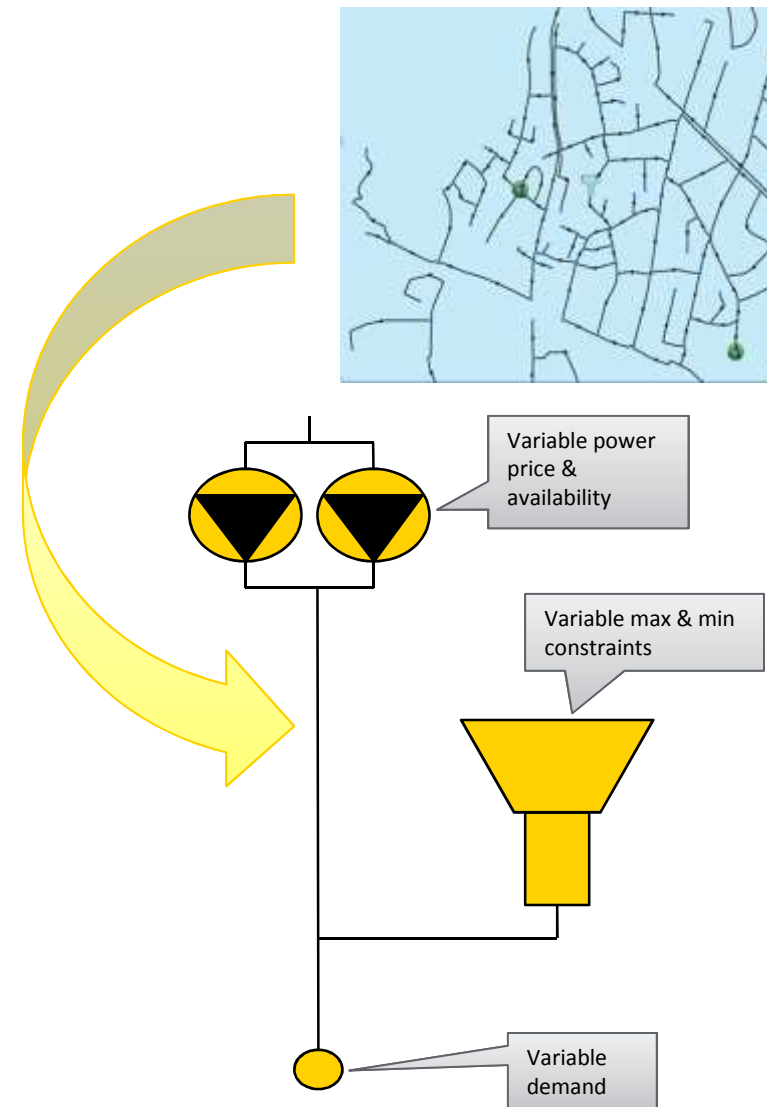 Variable power
price &
availability
Variable max & min
constraints
Variable
demand